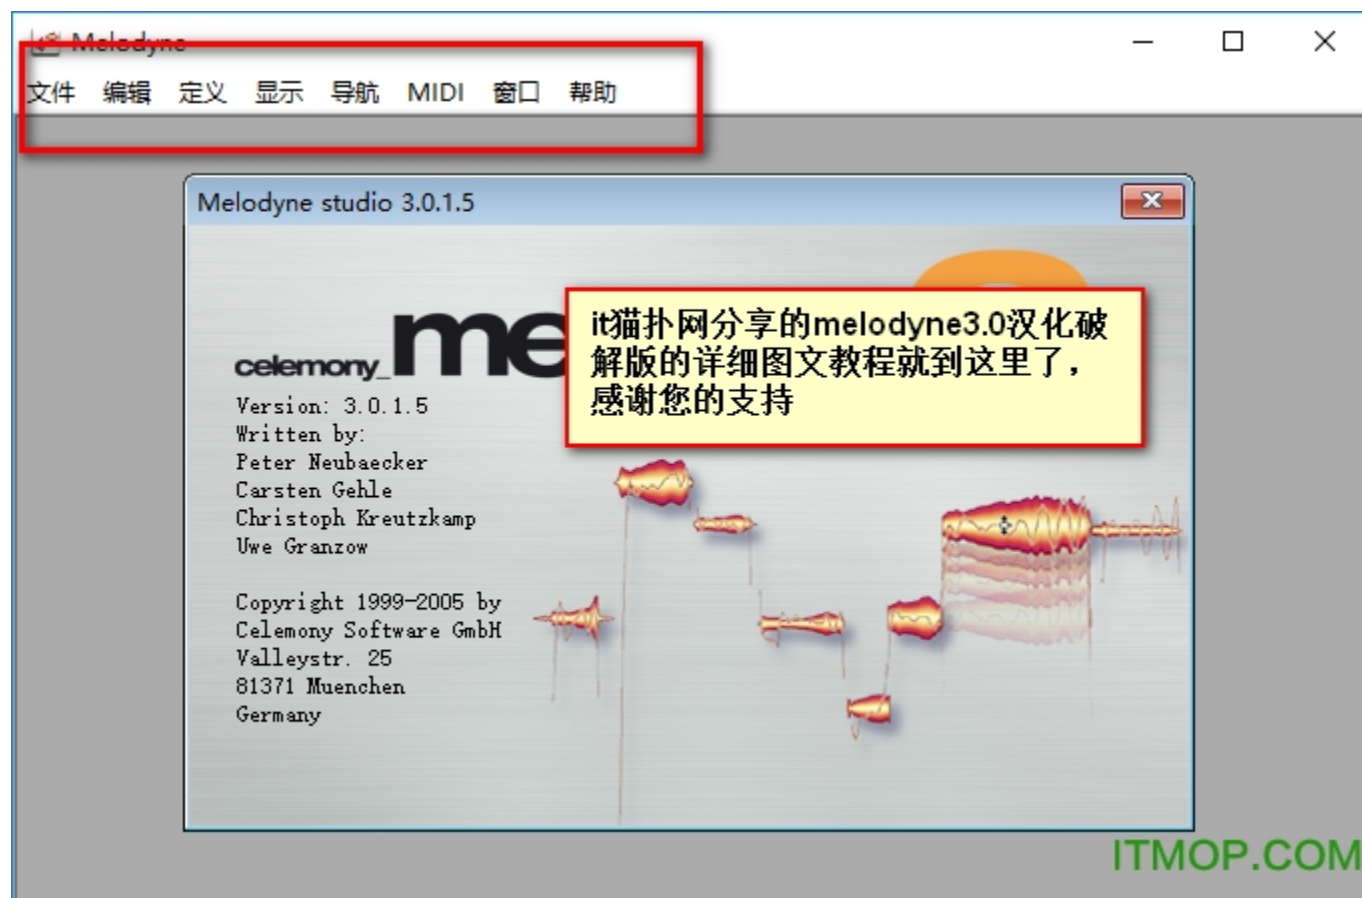 Melodyne
文件 编辑 定义 显示 导航 MIDI 窗口 帮助
Melodyne studio 3.0.1.5
it猫扑网分享的melodyne3.0汉化破
解版的详细图文教程就到这里了，
感谢您的支持
celemony_me
Version: 3.0.1.5
Written by:
Peter Neubaecker
Carsten Gehle
Christoph Kreutzkamp
Uwe Granzow
Copyright 1999-2005 by
Celemony Software GmbH
Valleystr. 25
81371 Muenchen
Germany
ITMOP.COM